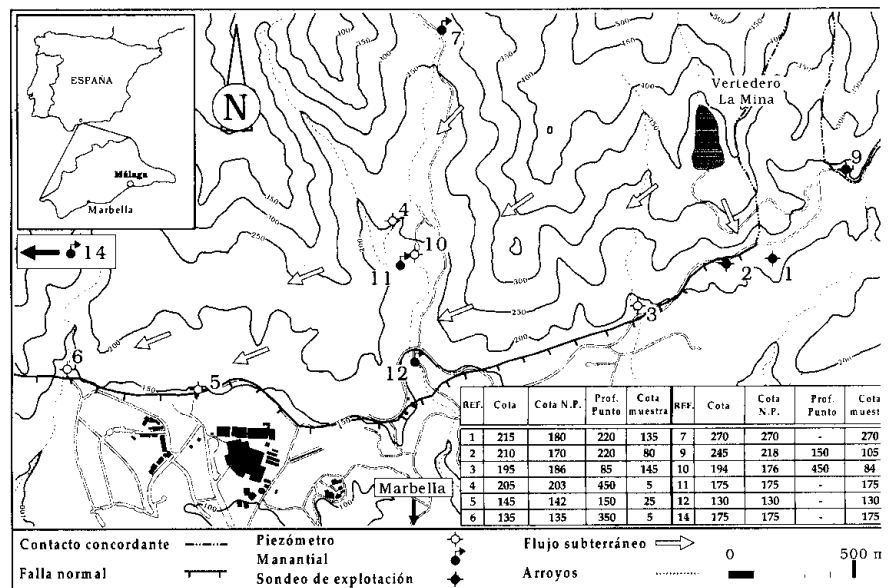 ESPAÑA
Málaga
Marbella
N
7
Vertedero
La Mina
9
4
10
11
14
1
2
3
6
5
12
Marbella
REF. Cota Cota N.P. Prof. Punto Cota muestra REF. Cota Cota N.P. Prof. Punto Cota muestra
1 215 180 220 135 7 270 270 - 270
2 210 170 220 80 9 245 218 150 105
3 195 186 85 145 10 194 176 450 84
4 205 203 450 5 11 175 175 - 175
5 145 142 150 25 12 130 130 - 130
6 135 135 350 5 14 175 175 - 175
Contacto concordante
Falla normal
Piezómetro
Manantial
Sondeo de explotación
Flujo subterráneo
Arroyos
0 500 m